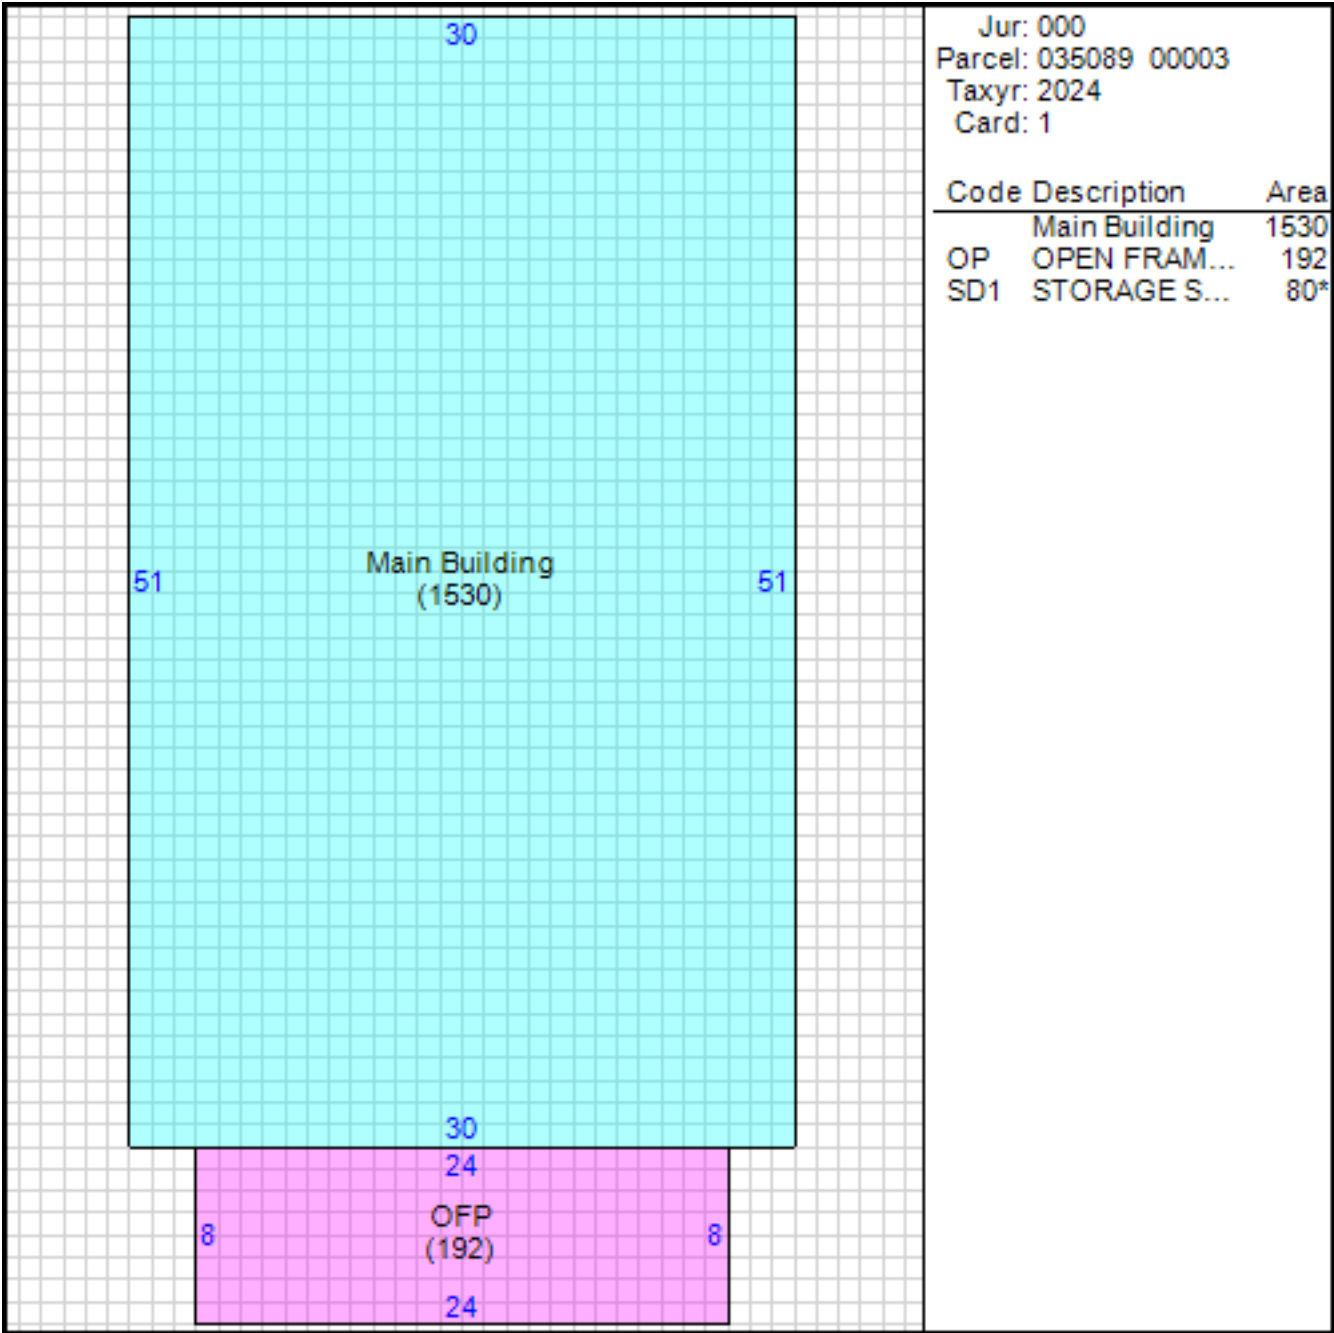 30
51
Main Building
(1530)
51
30
24
8
OFP
(192)
8
24
Jur: 000
Parcel: 035089 00003
Taxyr: 2024
Card: 1
Code Description Area
Main Building 1530
OP OPEN FRAM... 192
SD1 STORAGE S... 80*